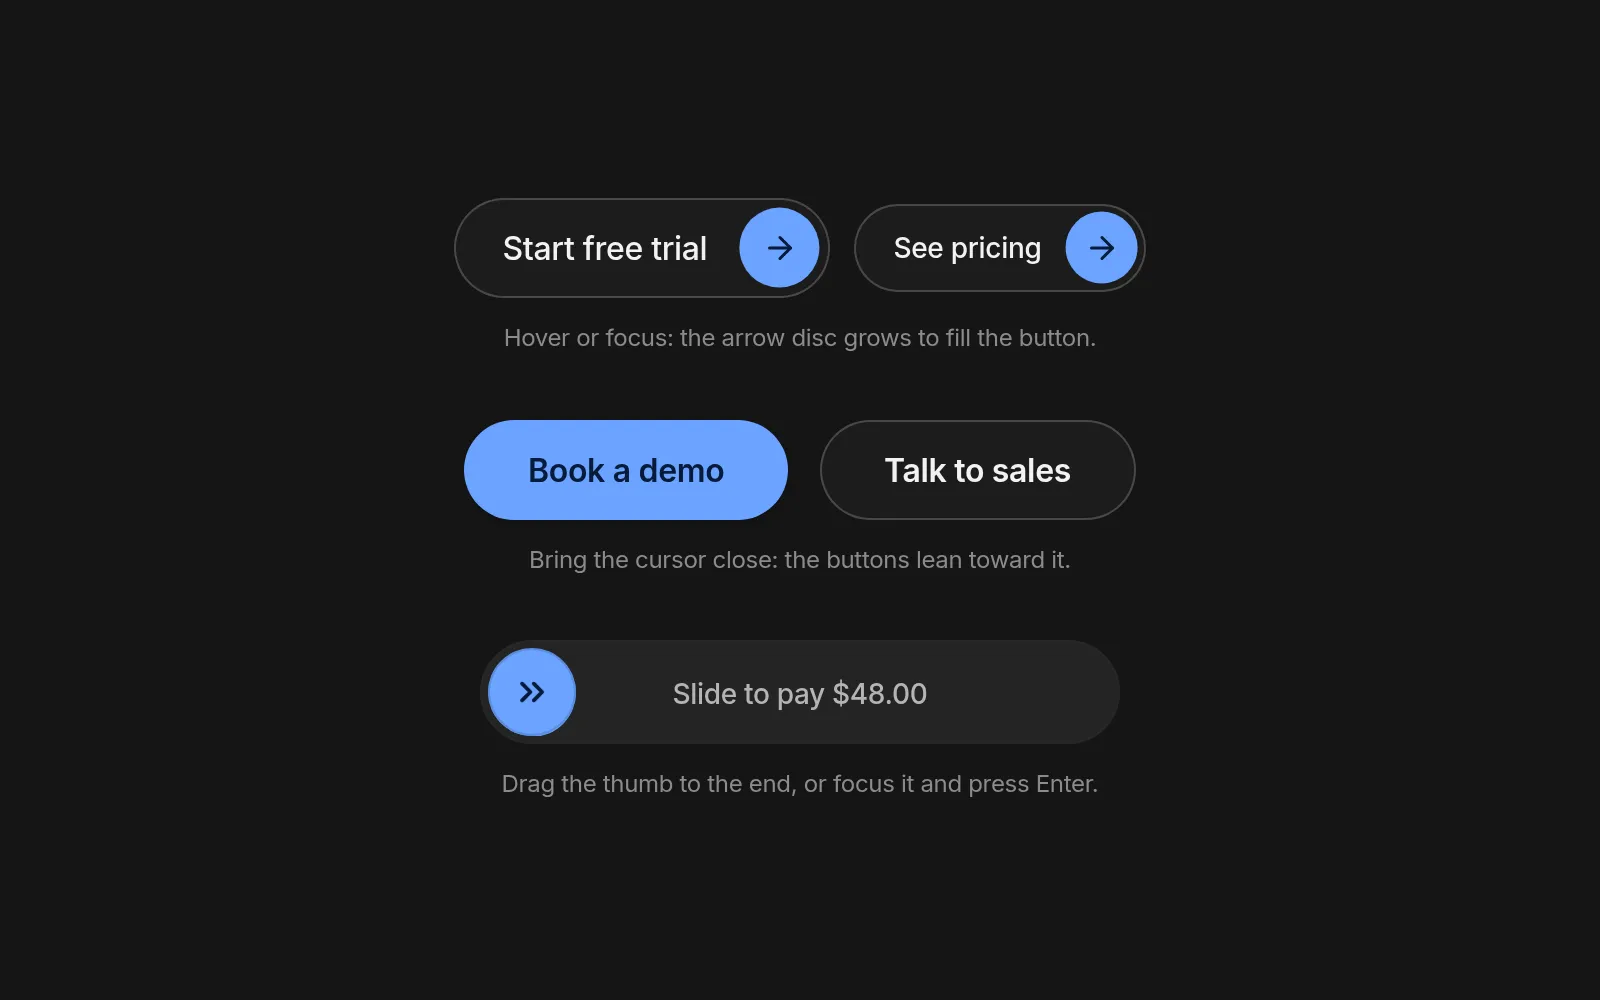 Start free trial
See pricing
Hover or focus: the arrow disc grows to fill the button.
Book a demo
Talk to sales
Bring the cursor close: the buttons lean toward it.
Slide to pay $48.00
Drag the thumb to the end, or focus it and press Enter.